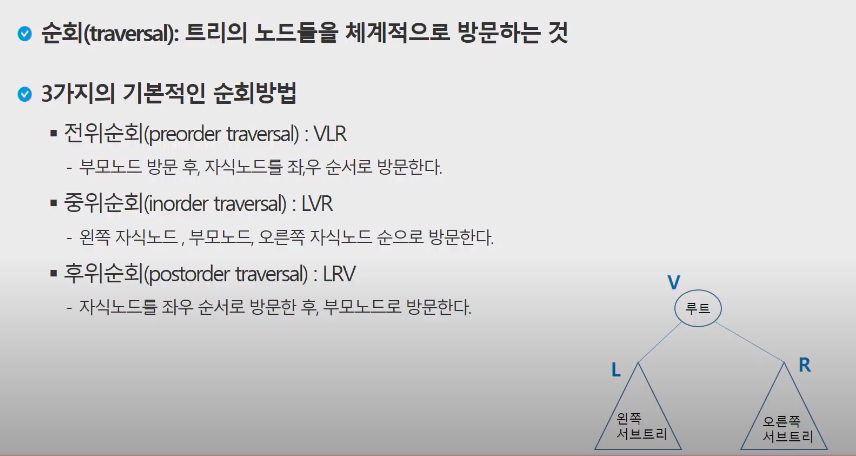 순회(traversal): 트리의 노드들을 체계적으로 방문하는 것
3가지의 기본적인 순회방법
▪ 전위순회(preorder traversal) : VLR
- 부모노드 방문 후, 자식노드를 좌,우 순서로 방문한다.
▪ 중위순회(inorder traversal) : LVR
- 왼쪽 자식노드 , 부모노드, 오른쪽 자식노드 순으로 방문한다.
▪ 후위순회(postorder traversal) : LRV
- 자식노드를 좌우 순서로 방문한 후, 부모노드로 방문한다.
V
루트
L
R
왼쪽
서브트리
오른쪽
서브트리